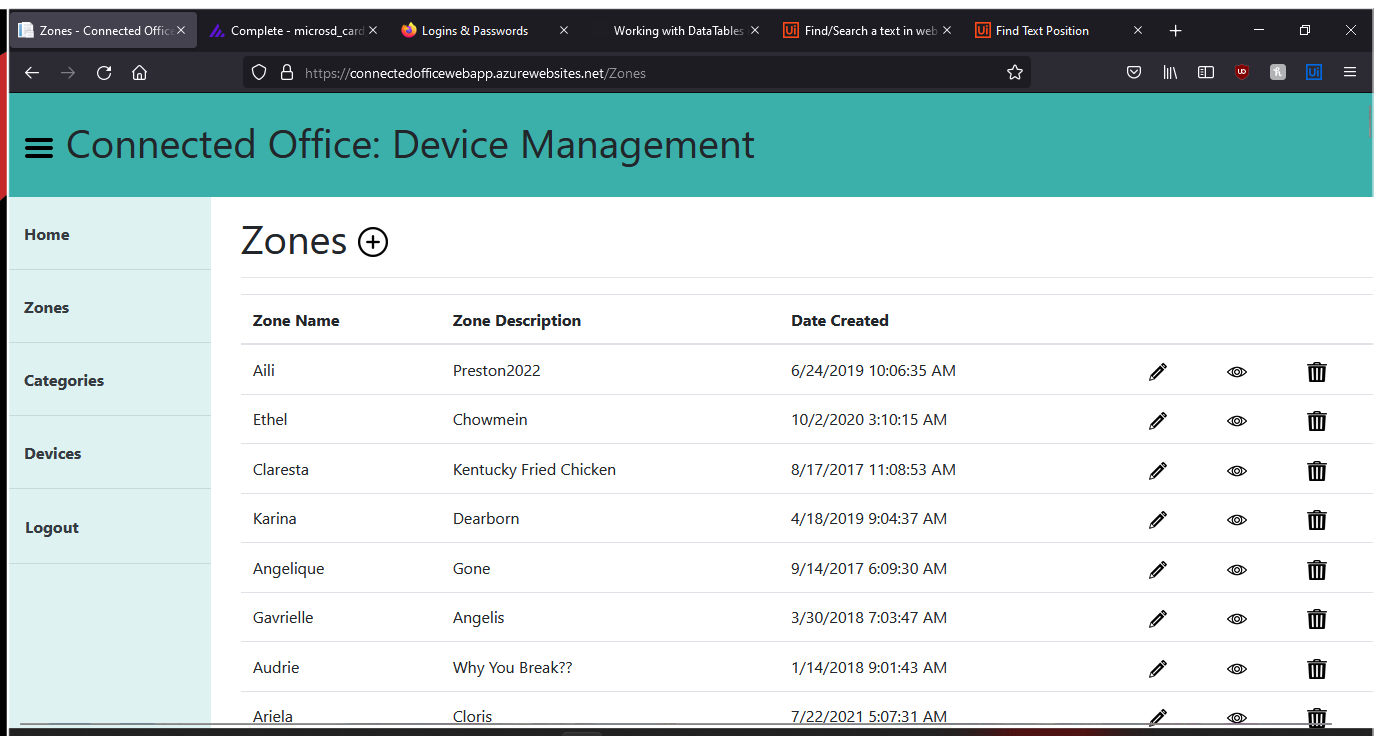 Zones - Connected Office
Complete - microsd_card
Logins & Passwords
Working with DataTables
Ui Find/Search a text in web
Ui Find Text Position
https://connectedofficewebapp.azurewebsites.net/Zones
Connected Office: Device Management
Home
Zones
Categories
Devices
Logout
Zones
Zone Name Zone Description Date Created
Aili Preston2022 6/24/2019 10:06:35 AM
Ethel Chowmein 10/2/2020 3:10:15 AM
Claresta Kentucky Fried Chicken 8/17/2017 11:08:53 AM
Karina Dearborn 4/18/2019 9:04:37 AM
Angelique Gone 9/14/2017 6:09:30 AM
Gavrielle Angelis 3/30/2018 7:03:47 AM
Audrie Why You Break?? 1/14/2018 9:01:43 AM
Ariela Cloris 7/22/2021 5:07:31 AM